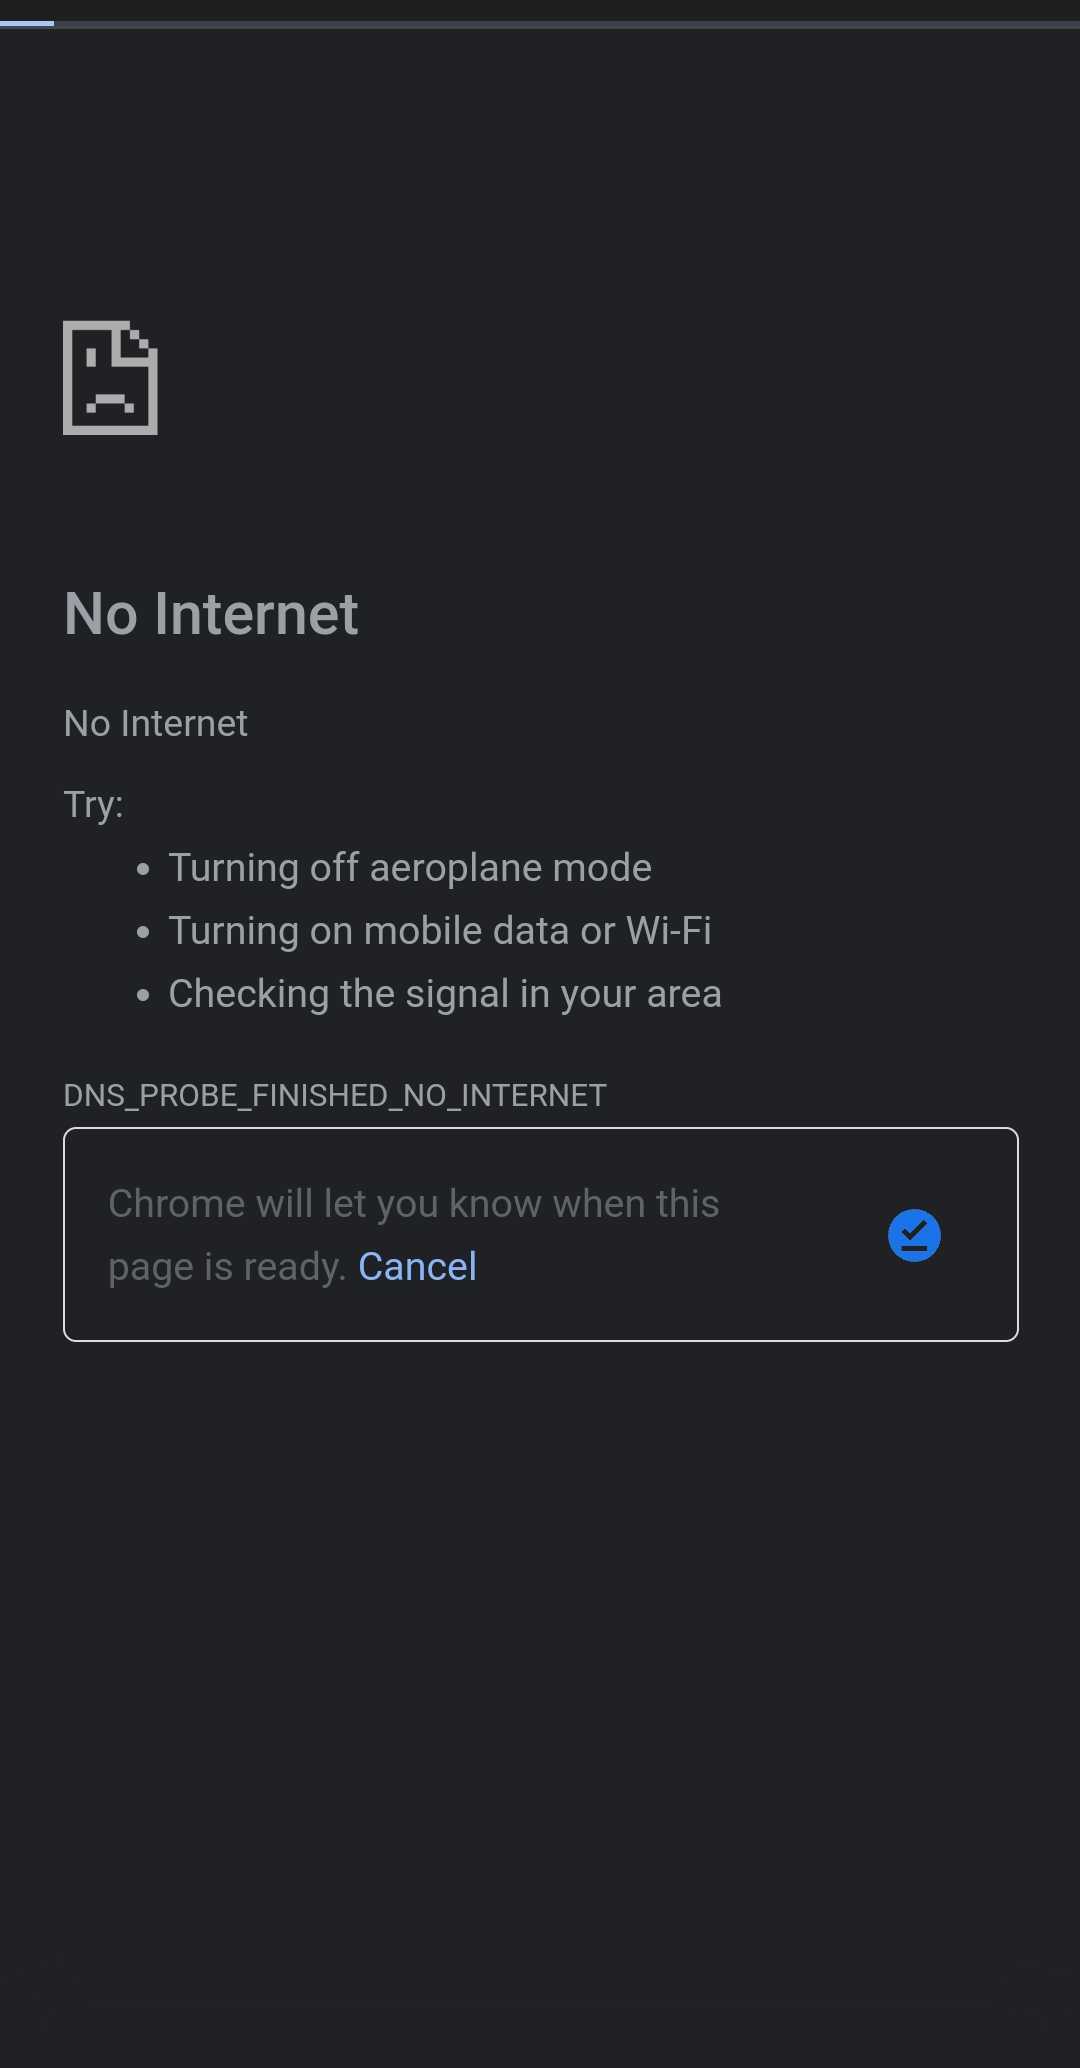 No Internet
No Internet
Try:
• Turning off aeroplane mode
• Turning on mobile data or Wi-Fi
• Checking the signal in your area
DNS_PROBE_FINISHED_NO_INTERNET
Chrome will let you know when this
page is ready. Cancel